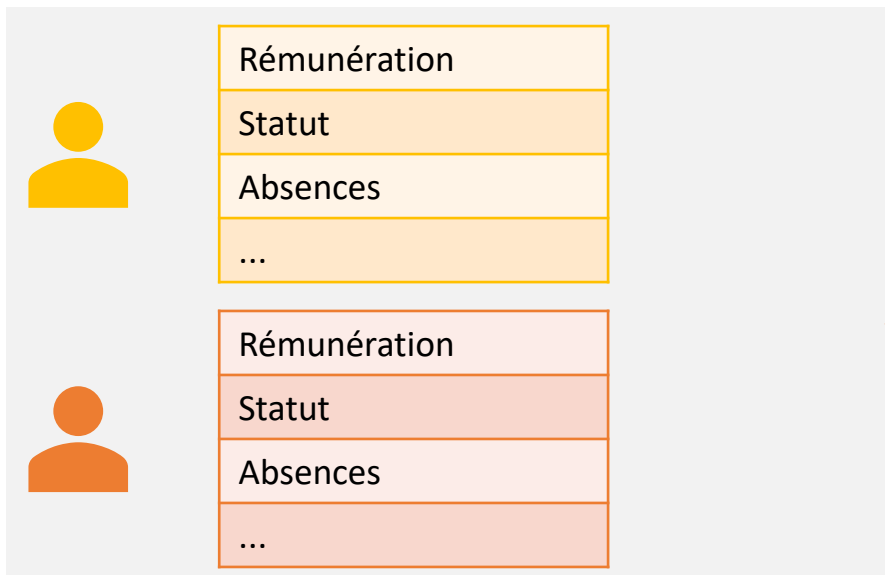 Rémunération
Statut
Absences
...
Rémunération
Statut
Absences
...